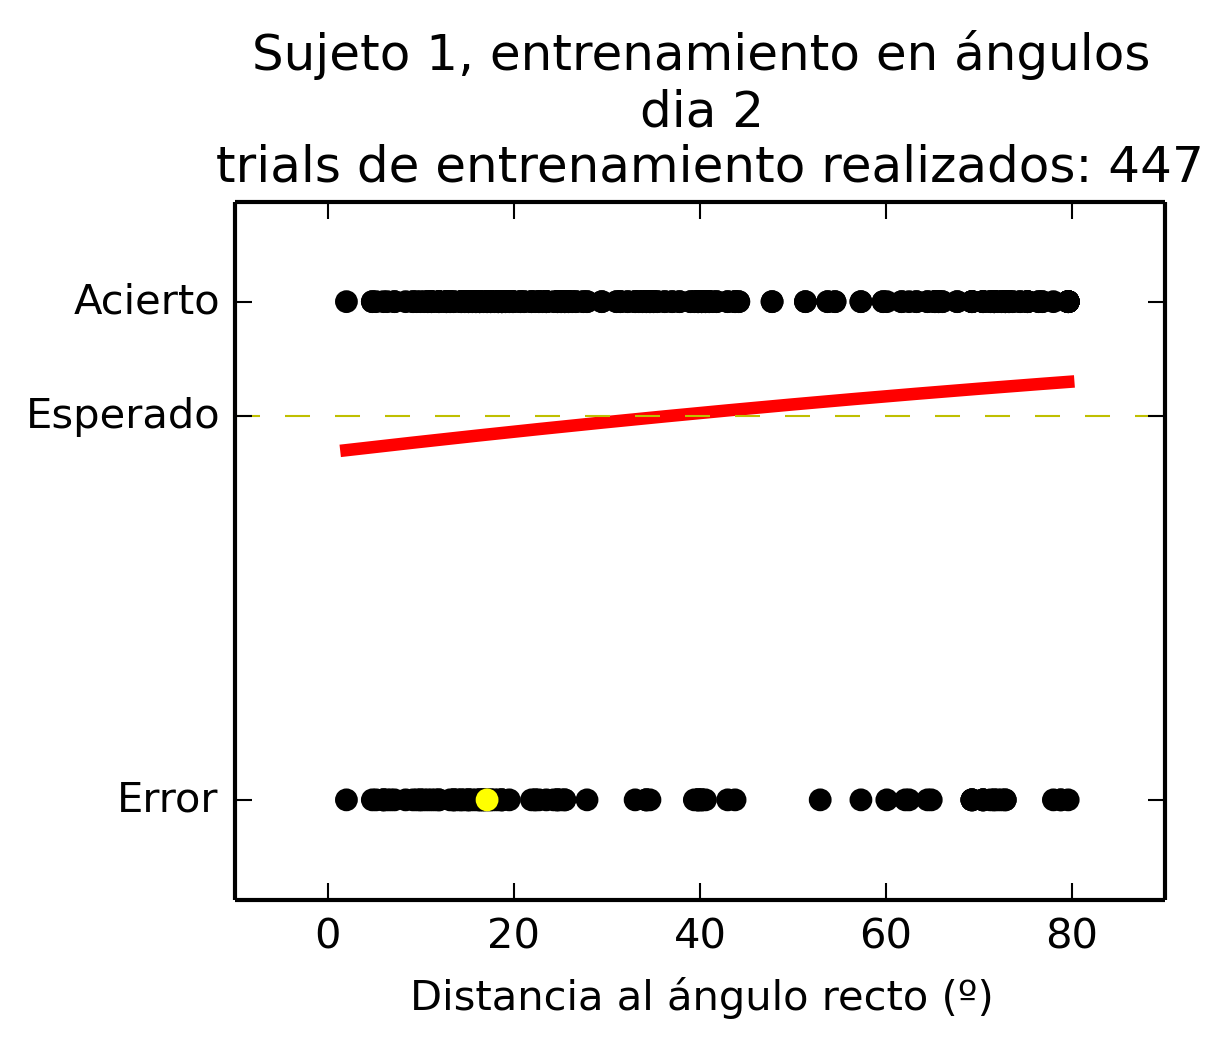 Sujeto 1, entrenamiento en ángulos
dia 2
trials de entrenamiento realizados: 447
Acierto
Esperado
Error
0 20 40 60 80
Distancia al ángulo recto (º)